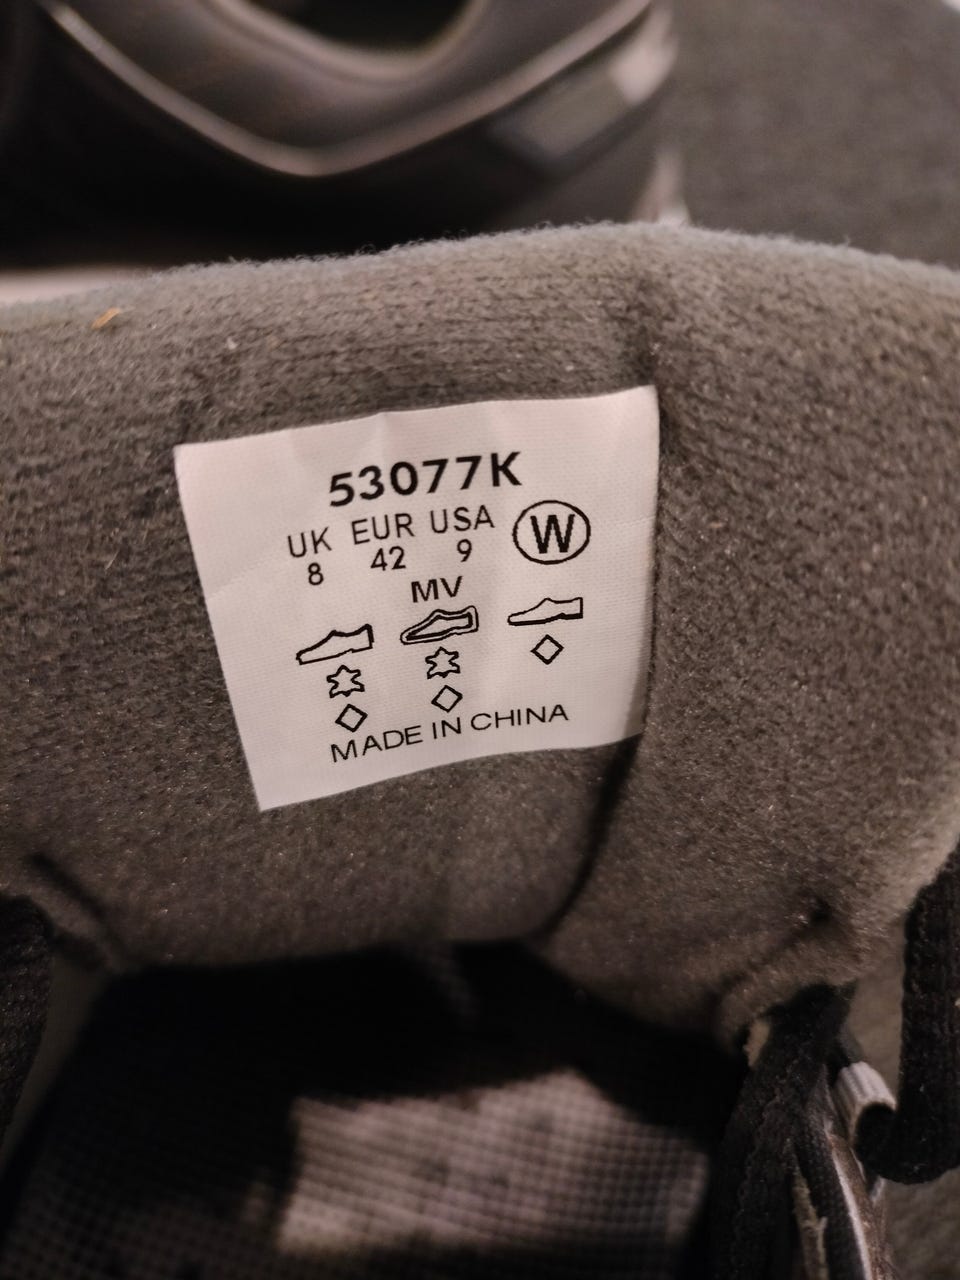 53077K
UK EUR USA W
8 42 9
MV
MADE IN CHINA